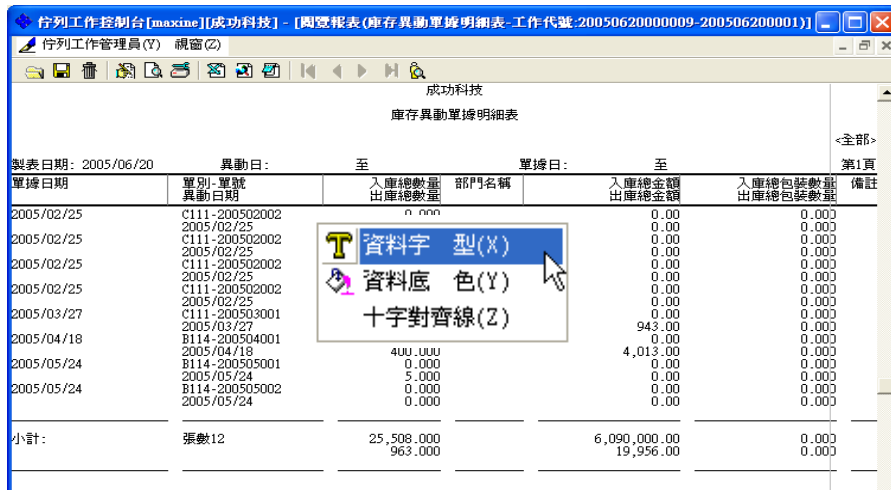 佇列工作控制台[maxine][成功科技] - [閱覽報表(庫存異動單據明細表-工作代號:20050620000009-200506200001)]
佇列工作管理員(Y) 視窗(Z)
成功科技
庫存異動單據明細表
<全部>
製表日期: 2005/06/20 異動日: 至 單據日: 至 第1頁
單據日期 單別-單號 入庫總數量 部門名稱 入庫總金額 入庫總包裝數量 備註
異動日期 出庫總數量 出庫總金額 出庫總包裝數量
2005/02/25 C111-200502002 0.000 0.00 0.000
2005/02/25 0.00 0.000
2005/02/25 C111-200502002 0.00 0.000
2005/02/25 0.00 0.000
2005/02/25 C111-200502002 0.00 0.000
2005/02/25 0.00 0.000
2005/02/25 C111-200502002 0.00 0.000
2005/02/25 0.00 0.000
2005/03/27 C111-200503001 0.00 0.000
2005/03/27 943.00 0.000
2005/04/18 B114-200504001 0.00 0.000
2005/04/18 400.000 4,013.00 0.000
2005/05/24 B114-200505001 0.000 0.00 0.000
2005/05/24 5.000 0.00 0.000
2005/05/24 B114-200505002 0.000 0.00 0.000
2005/05/24 0.000 0.00 0.000
小計: 張數12 25,508.000 6,090,000.00 0.000
963.000 19,956.00 0.000
資料字 型(X)
資料底 色(Y)
十字對齊線(Z)